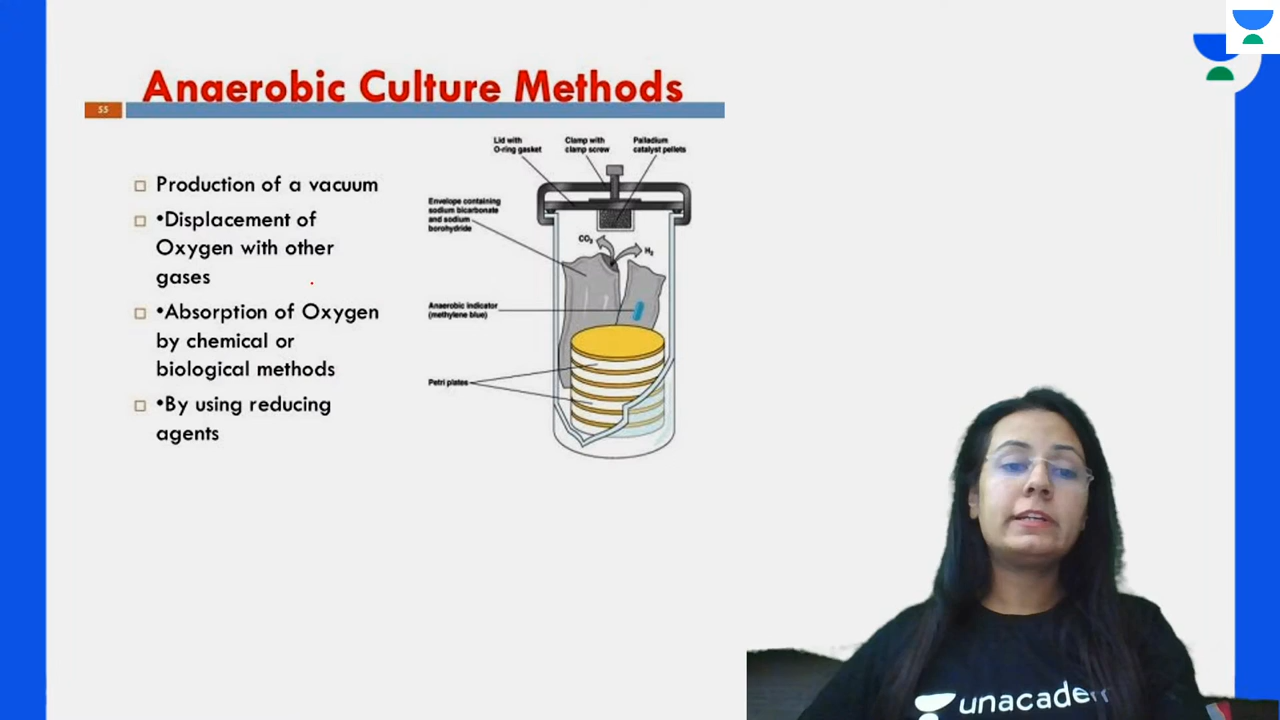 Anaerobic Culture Methods
55
□ Production of a vacuum
□ •Displacement of
Oxygen with other
gases
□ •Absorption of Oxygen
by chemical or
biological methods
□ •By using reducing
agents
Lid with
O-ring gasket
Clamp with
clamp screw
Palladium
catalyst pellets
Envelope containing
sodium bicarbonate
and sodium
borohydride
CO₂
H₂
Anaerobic indicator
(methylene blue)
Petri plates
unacadem